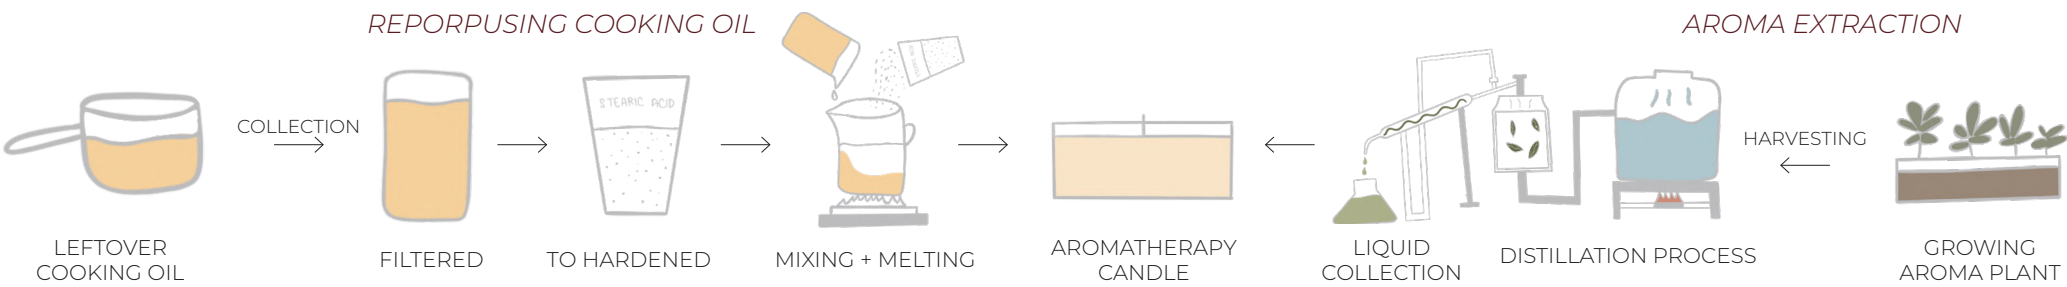 REPORPUSING COOKING OIL
AROMA EXTRACTION
COLLECTION
STEARIC ACID
HARVESTING
LEFTOVER
COOKING OIL
FILTERED
TO HARDENED
MIXING + MELTING
AROMATHERAPY
CANDLE
LIQUID
COLLECTION
DISTILLATION PROCESS
GROWING
AROMA PLANT